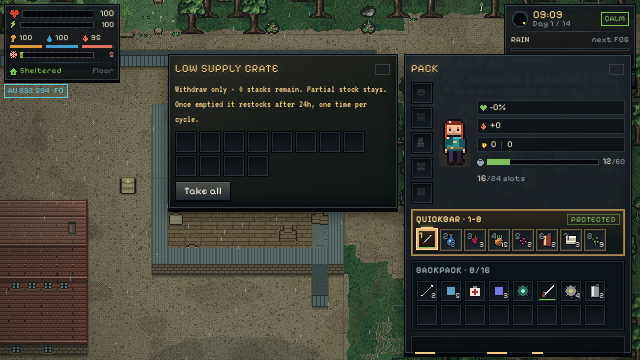 100
100
100 100 99
Sheltered Floor
LOW SUPPLY CRATE
Withdraw only · 0 stacks remain. Partial stock stays.
Once emptied it restocks after 24h, one time per
cycle.
Take all
09:09
Day 1 / 14
CALM
RAIN next FOG
PACK
-0%
+0
0 | 0
12/60
16/24 slots
QUICKBAR · 1-8
PROTECTED
BACKPACK · 8/16